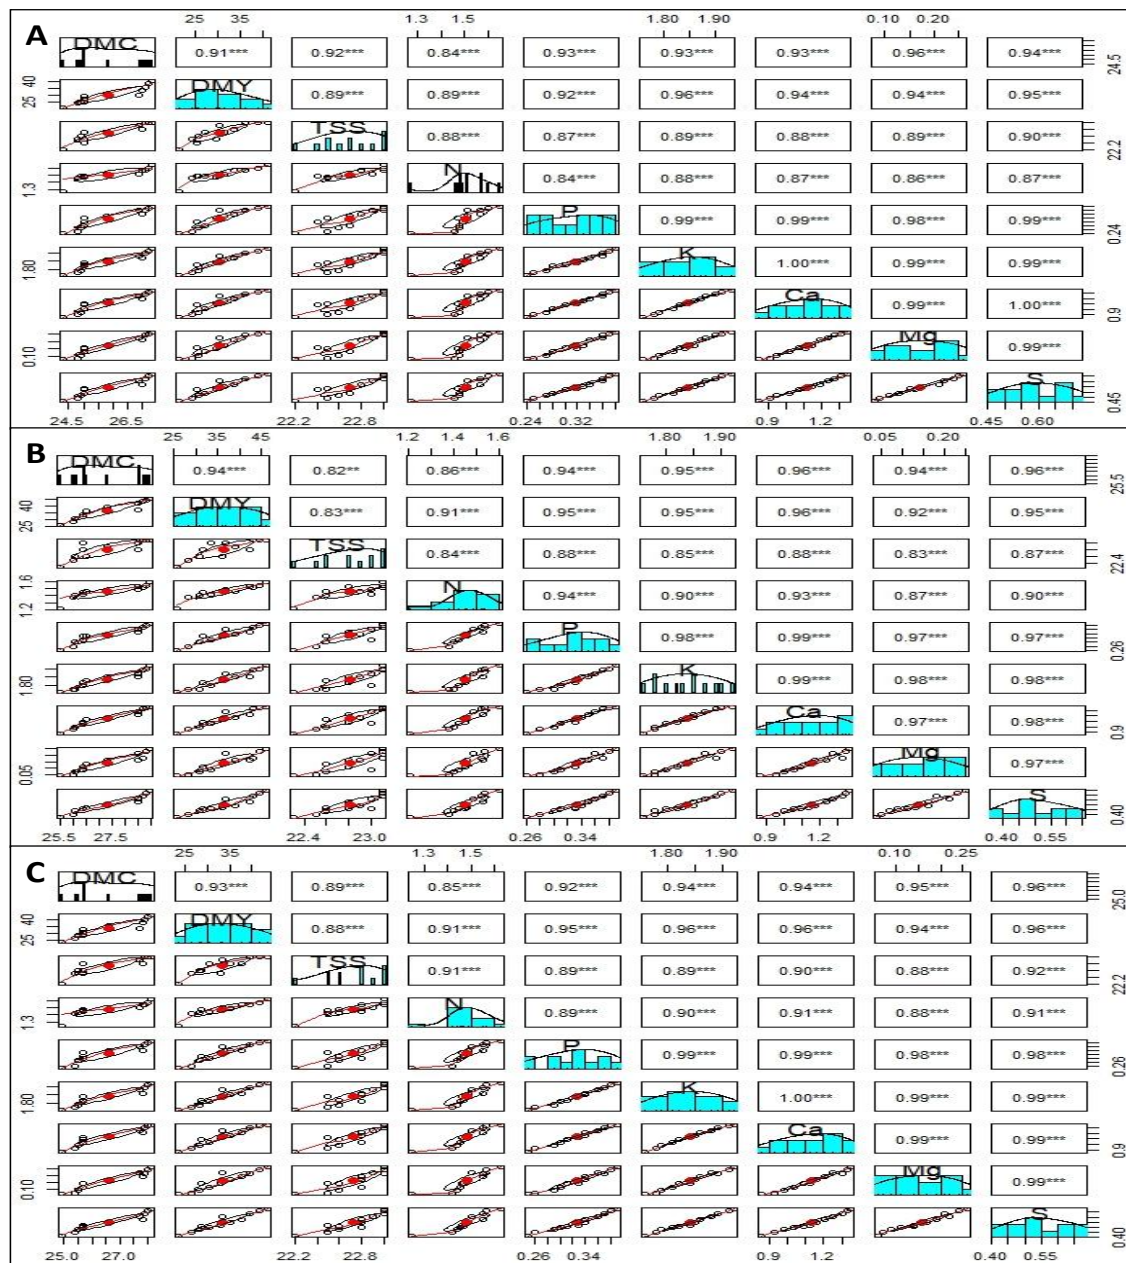 25 35 1.3 1.5 1.80 1.90 0.10 0.20
A DMC 0.91*** 0.92*** 0.84*** 0.93*** 0.93*** 0.93*** 0.96*** 0.94*** 24.5
25 40 DMY 0.89*** 0.89*** 0.92*** 0.96*** 0.94*** 0.94*** 0.95***
TSS 0.88*** 0.87*** 0.89*** 0.88*** 0.89*** 0.90*** 22.2
1.3 N 0.84*** 0.88*** 0.87*** 0.86*** 0.87***
P 0.99*** 0.99*** 0.98*** 0.99*** 0.24
1.80 K 1.00*** 0.99*** 0.99***
Ca 0.99*** 1.00*** 0.9
0.10 Mg 0.99***
S 0.45
24.5 26.5 22.2 22.8 0.24 0.32 0.9 1.2 0.45 0.60
25 35 45 1.2 1.4 1.6 1.80 1.90 0.05 0.20
B DMC 0.94*** 0.82** 0.86*** 0.94*** 0.95*** 0.96*** 0.94*** 0.96*** 25.5
25 40 DMY 0.83*** 0.91*** 0.95*** 0.95*** 0.96*** 0.92*** 0.95***
TSS 0.84*** 0.88*** 0.85*** 0.88*** 0.83*** 0.87*** 22.4
1.2 1.6 N 0.94*** 0.90*** 0.93*** 0.87*** 0.90***
P 0.98*** 0.99*** 0.97*** 0.97*** 0.26
1.80 K 0.99*** 0.98*** 0.98***
Ca 0.97*** 0.98*** 0.9
0.05 Mg 0.97***
S 0.40
25.5 27.5 22.4 23.0 0.26 0.34 0.9 1.2 0.40 0.55
25 35 1.3 1.5 1.80 1.90 0.10 0.25
C DMC 0.93*** 0.89*** 0.85*** 0.92*** 0.94*** 0.94*** 0.95*** 0.96*** 25.0
25 40 DMY 0.88*** 0.91*** 0.95*** 0.96*** 0.96*** 0.94*** 0.96***
TSS 0.91*** 0.89*** 0.89*** 0.90*** 0.88*** 0.92*** 22.2
1.3 N 0.89*** 0.90*** 0.91*** 0.88*** 0.91***
P 0.99*** 0.99*** 0.98*** 0.98*** 0.26
1.80 K 1.00*** 0.99*** 0.99***
Ca 0.99*** 0.99*** 0.9
0.10 Mg 0.99***
S 0.40
25.0 27.0 22.2 22.8 0.26 0.34 0.9 1.2 0.40 0.55